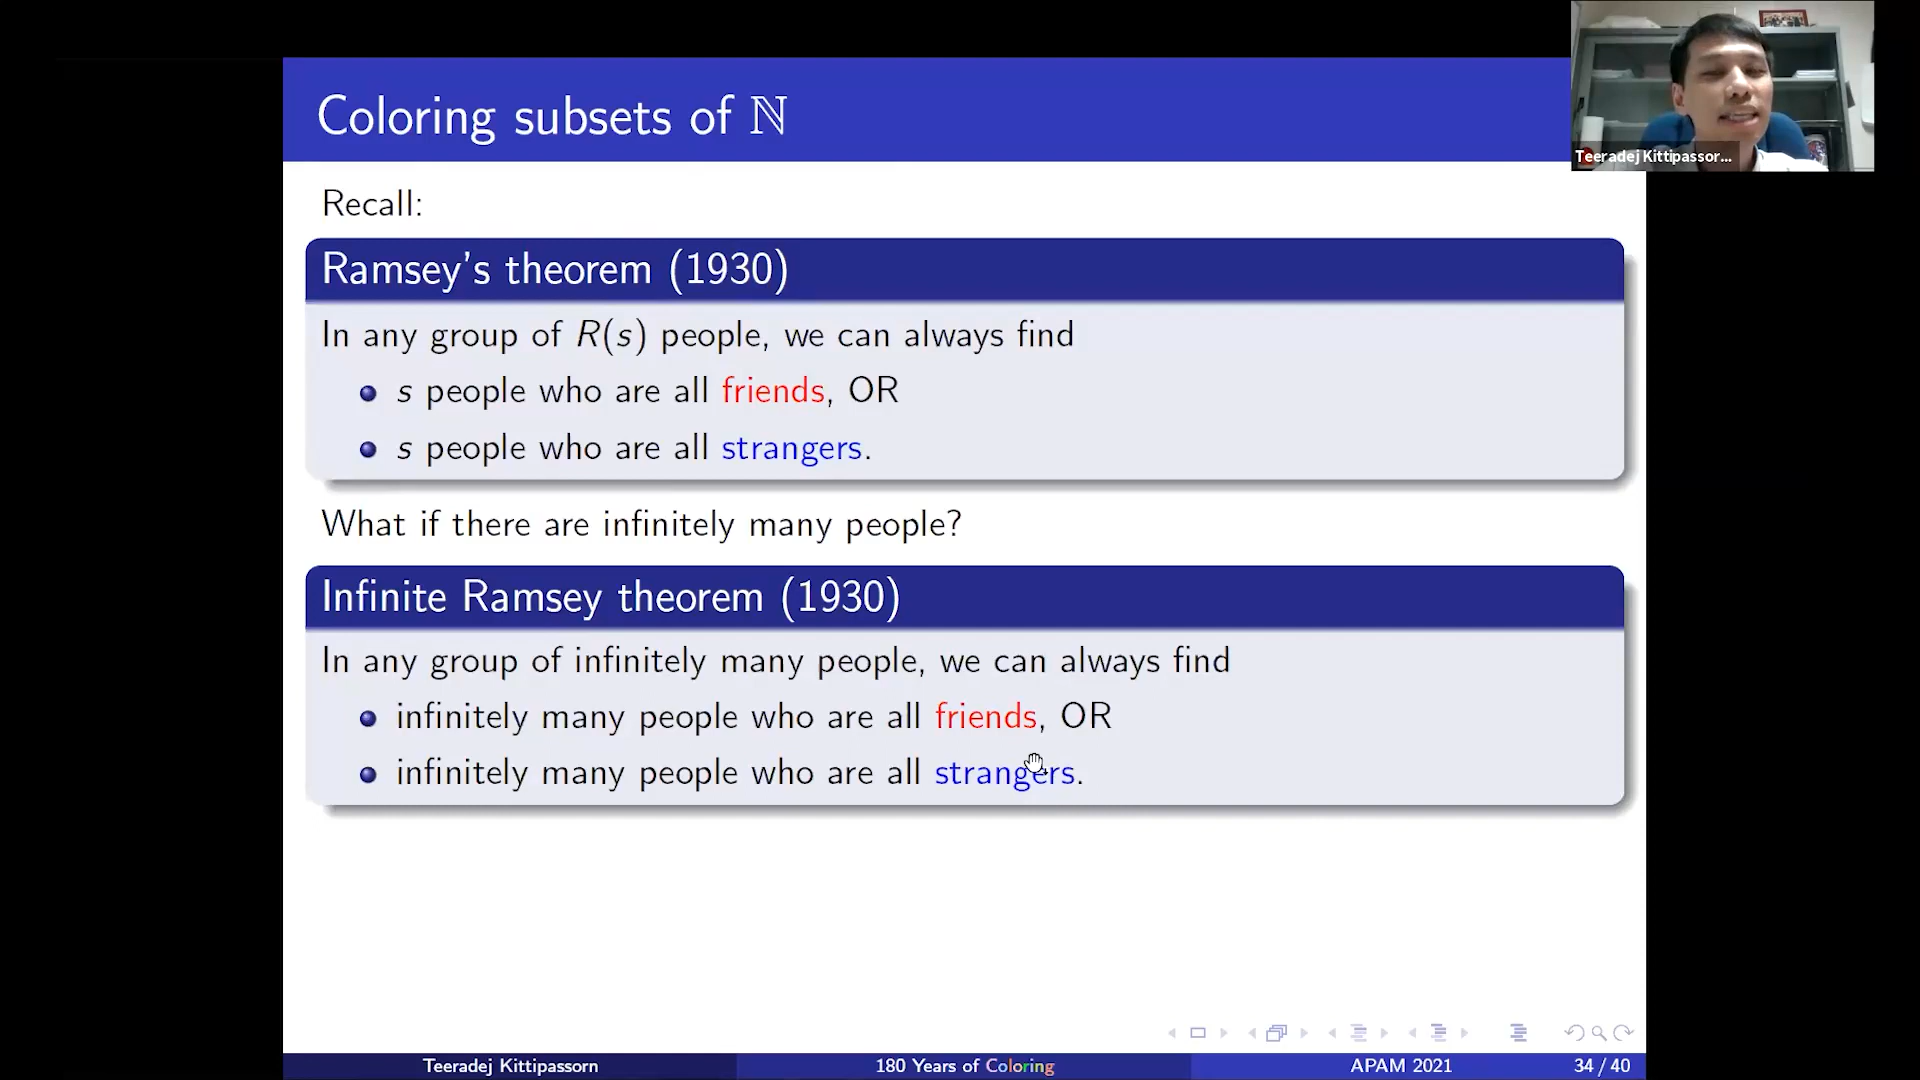 Coloring subsets of ℕ
Teeradej Kittipassor...
Recall:
Ramsey's theorem (1930)
In any group of R(s) people, we can always find
s people who are all friends, OR
s people who are all strangers.
What if there are infinitely many people?
Infinite Ramsey theorem (1930)
In any group of infinitely many people, we can always find
infinitely many people who are all friends, OR
infinitely many people who are all strangers.
Teeradej Kittipassorn
180 Years of Coloring
APAM 2021
34 / 40